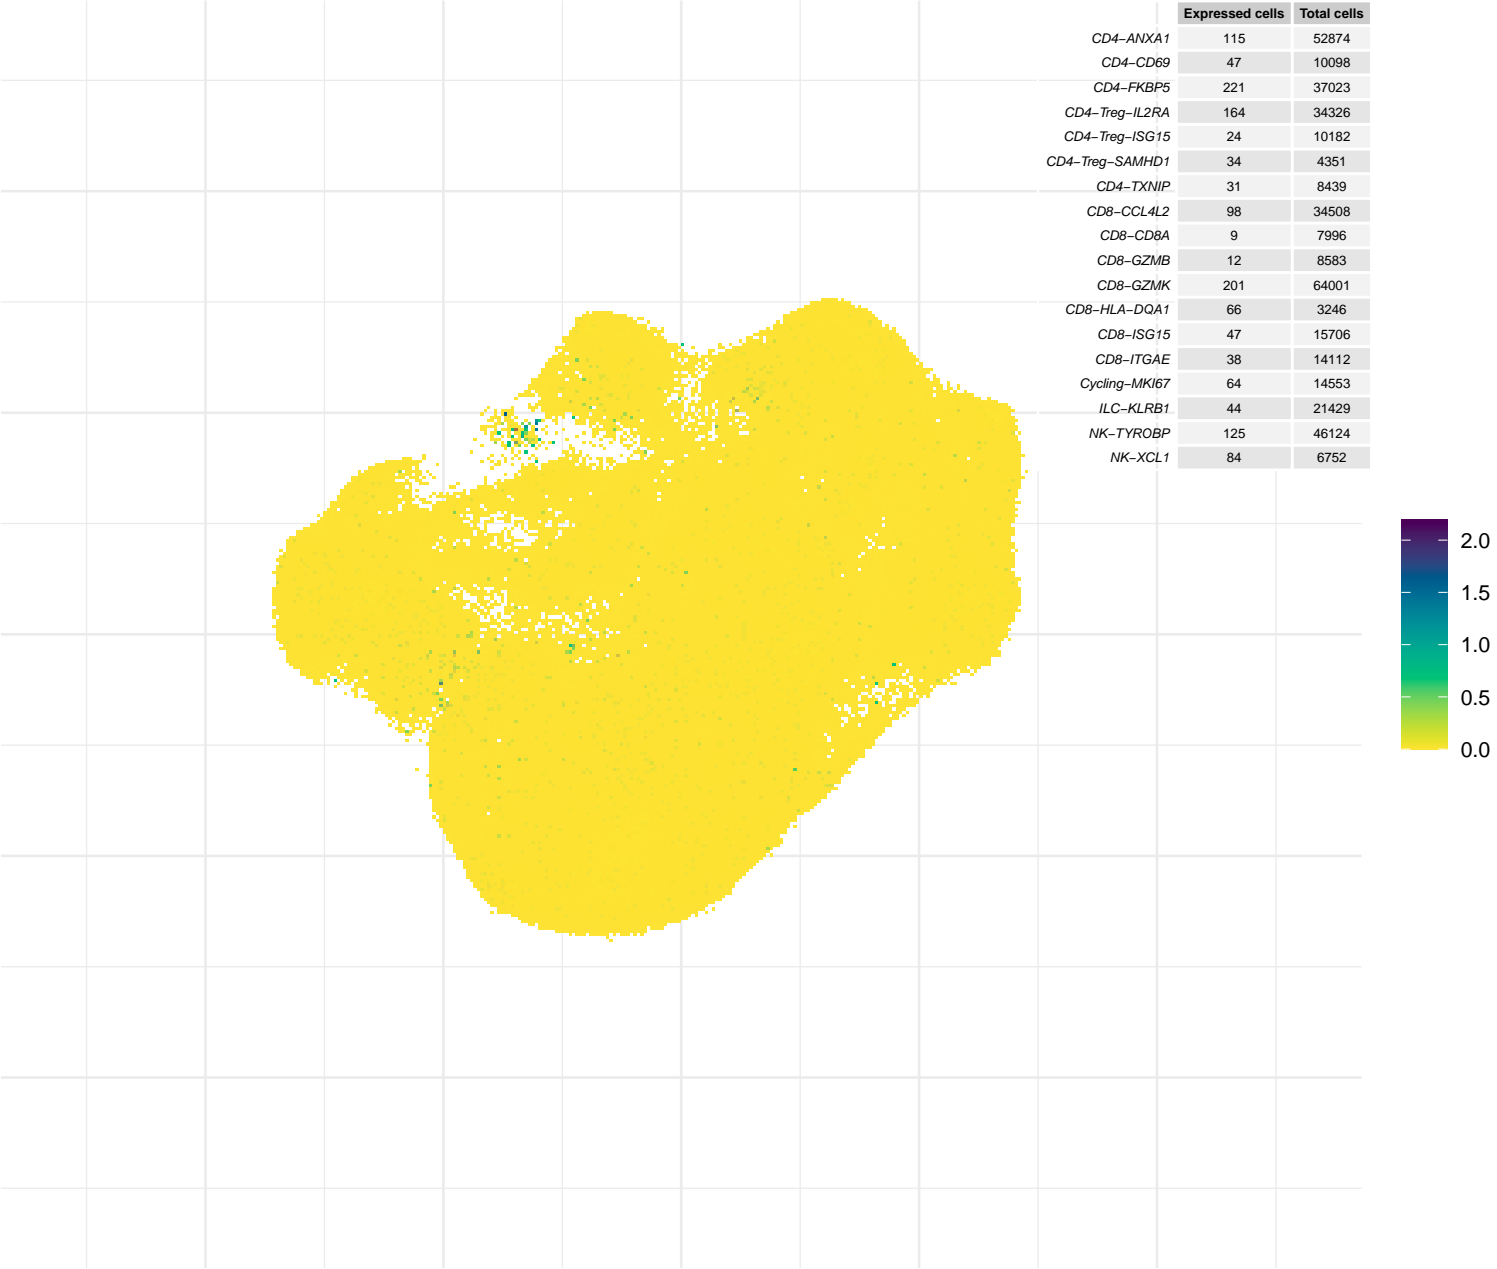 Expressed cells Total cells
CD4−ANXA1 115 52874
CD4−CD69 47 10098
CD4−FKBP5 221 37023
CD4−Treg−IL2RA 164 34326
CD4−Treg−ISG15 24 10182
CD4−Treg−SAMHD1 34 4351
CD4−TXNIP 31 8439
CD8−CCL4L2 98 34508
CD8−CD8A 9 7996
CD8−GZMB 12 8583
CD8−GZMK 201 64001
CD8−HLA−DQA1 66 3246
CD8−ISG15 47 15706
CD8−ITGAE 38 14112
Cycling−MKI67 64 14553
ILC−KLRB1 44 21429
NK−TYROBP 125 46124
NK−XCL1 84 6752
2.0
1.5
1.0
0.5
0.0